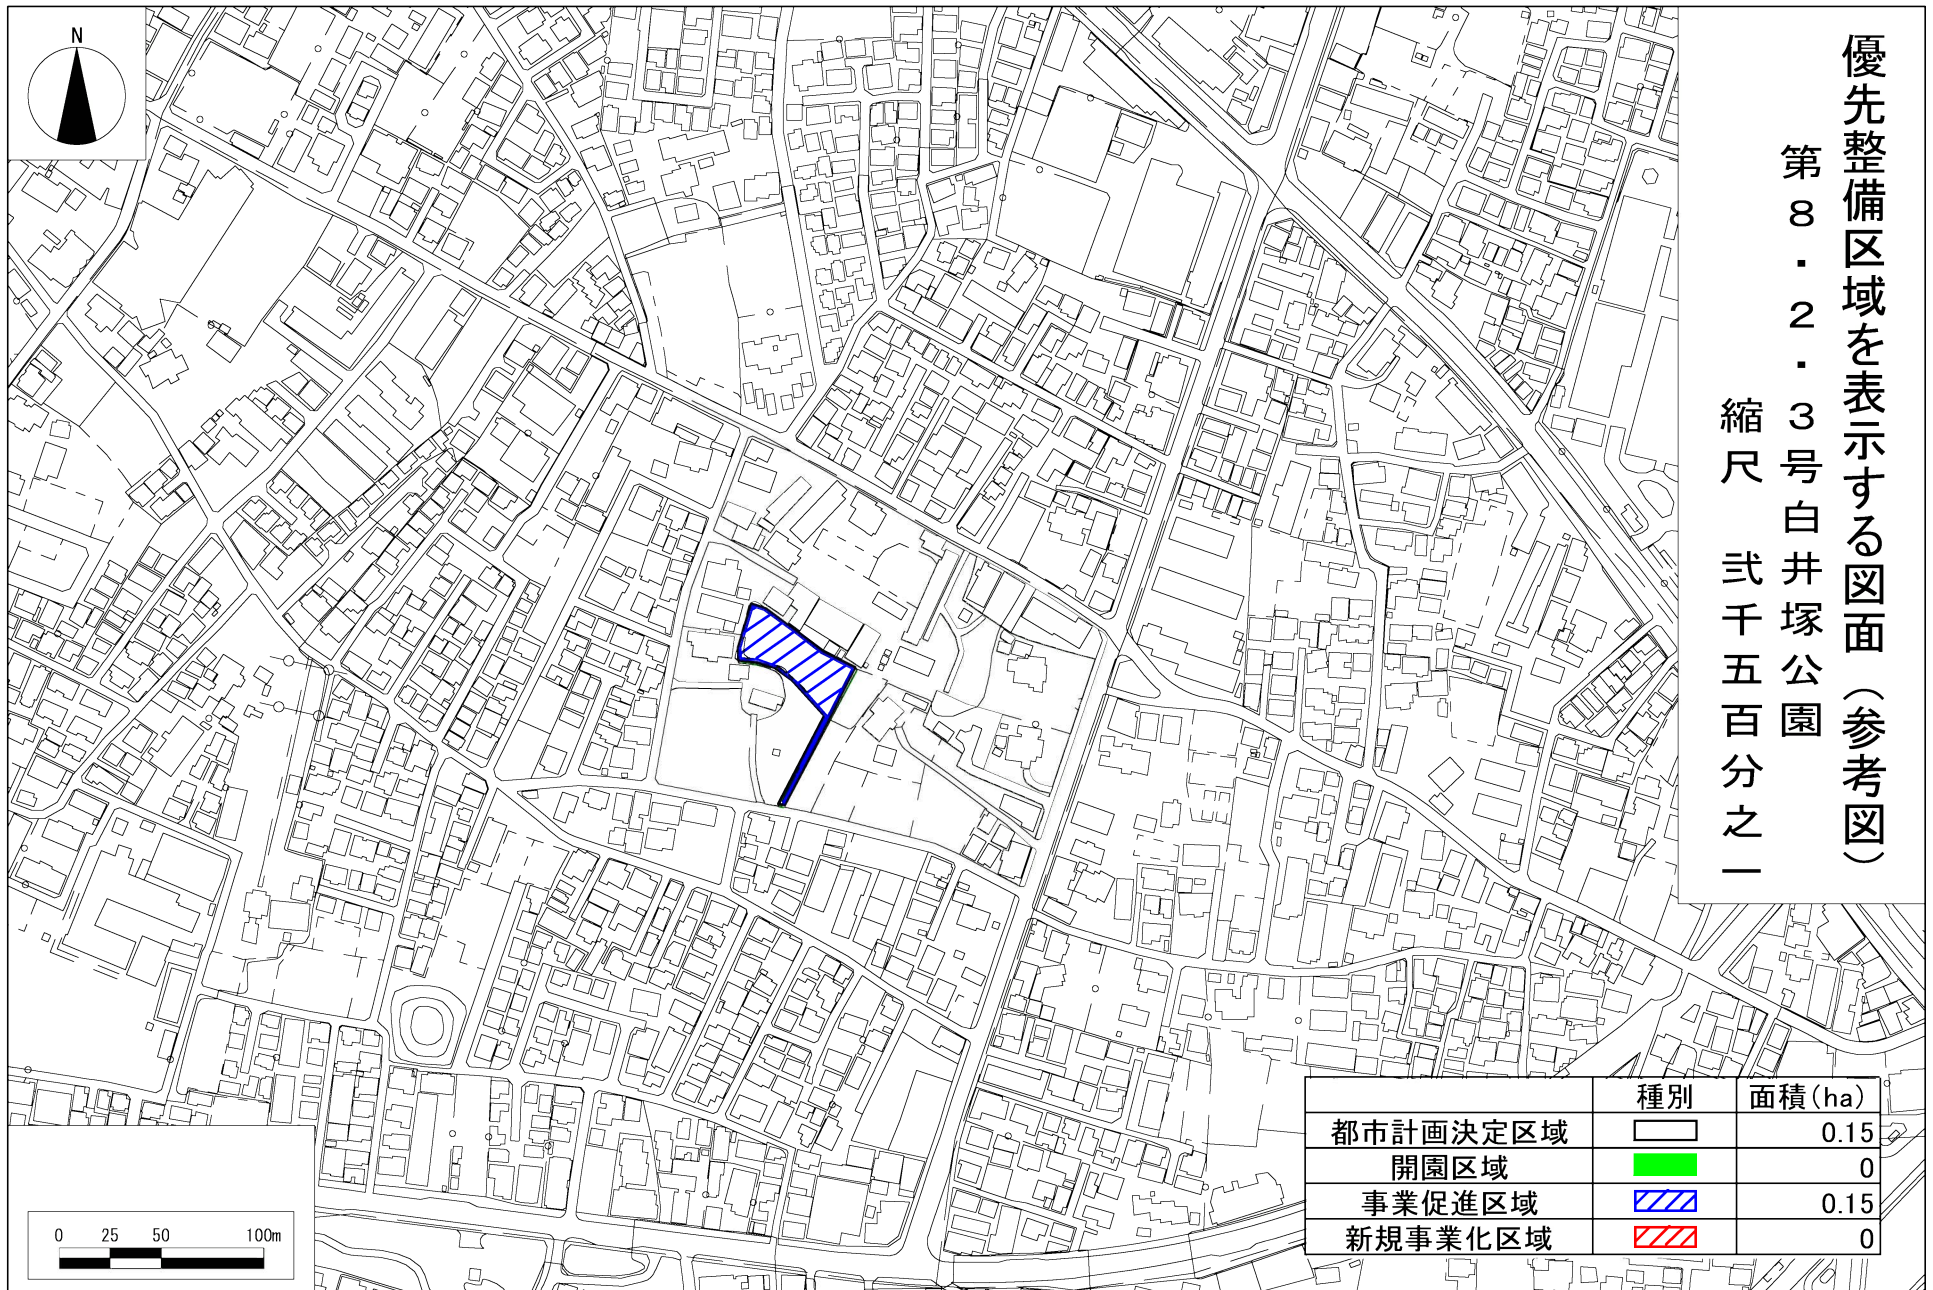 優先整備区域を表示する図面（参考図）
第８・２・３号白井塚公園
縮尺　弐千五百分之一
N
種別 面積(ha)
都市計画決定区域 0.15
開園区域 0
事業促進区域 0.15
新規事業化区域 0
0 25 50 100m